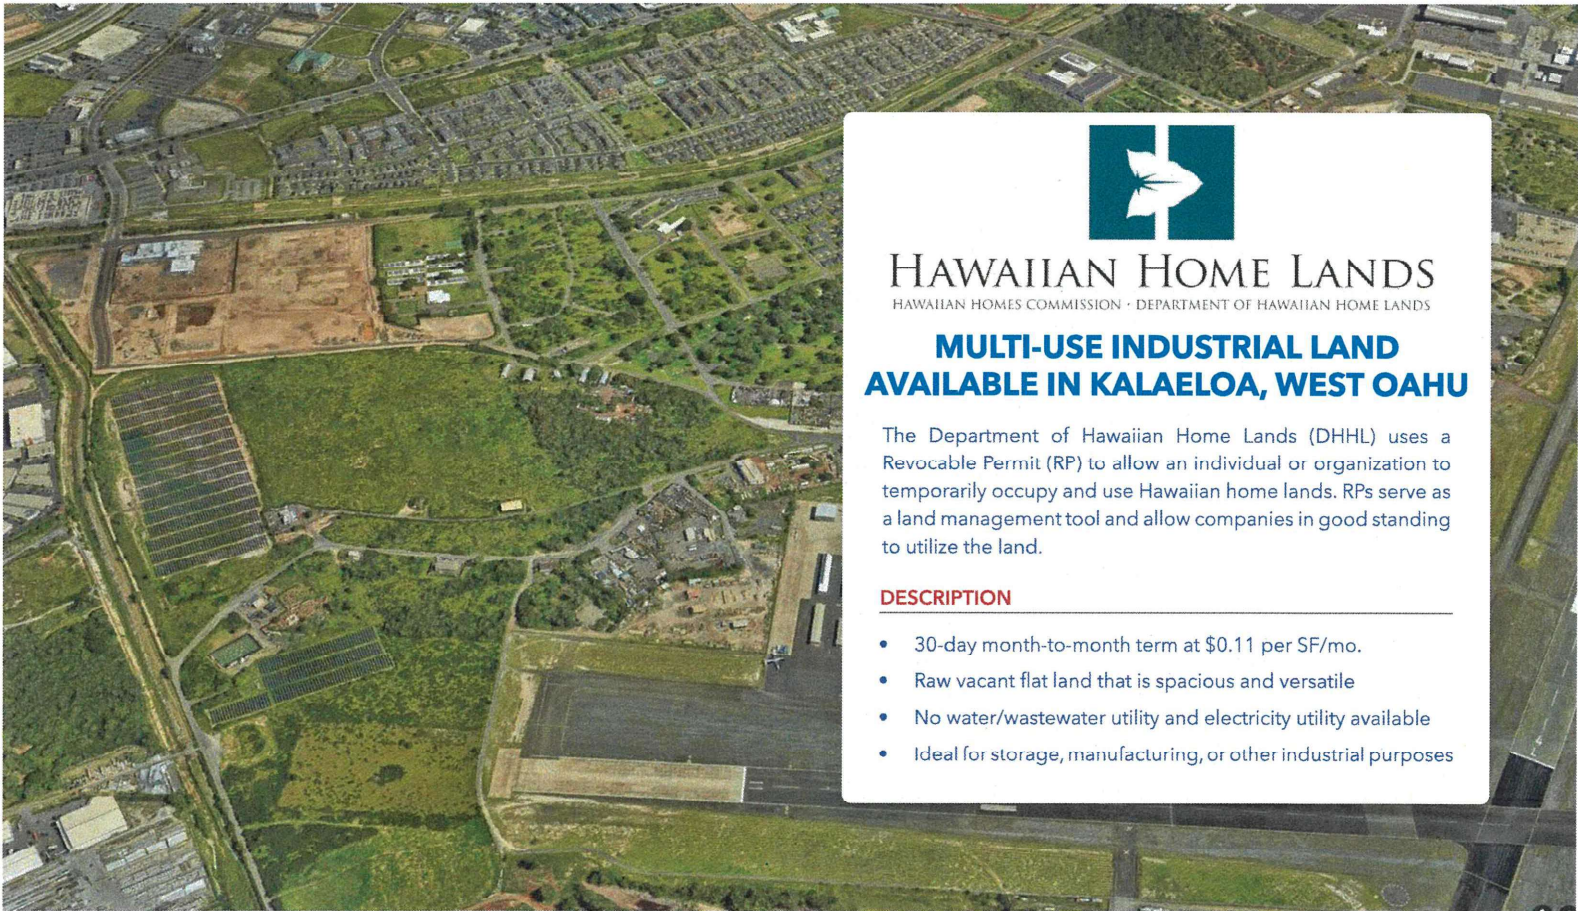 HAWAIIAN HOME LANDS
HAWAIIAN HOMES COMMISSION · DEPARTMENT OF HAWAIIAN HOME LANDS
MULTI-USE INDUSTRIAL LAND
AVAILABLE IN KALAELOA, WEST OAHU
The Department of Hawaiian Home Lands (DHHL) uses a
Revocable Permit (RP) to allow an individual or organization to
temporarily occupy and use Hawaiian home lands. RPs serve as
a land management tool and allow companies in good standing
to utilize the land.
DESCRIPTION
• 30-day month-to-month term at $0.11 per SF/mo.
• Raw vacant flat land that is spacious and versatile
• No water/wastewater utility and electricity utility available
• Ideal for storage, manufacturing, or other industrial purposes